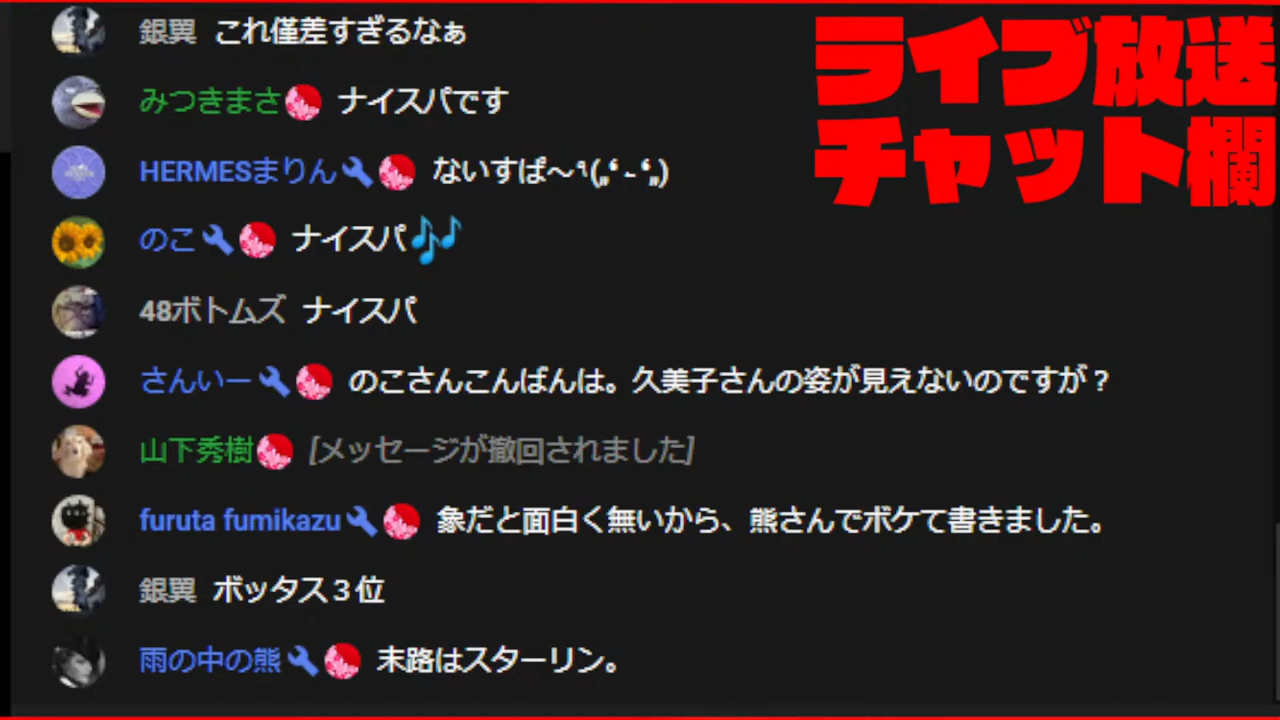 銀翼 これ僅差すぎるなぁ
ライブ放送
チャット欄
みつきまさ ナイスパです
HERMESまりん ないすぱ〜٩(„❛ ֊ ❛„)
のこ ナイスパ🎶
48ボトムズ ナイスパ
さんいー のこさんこんばんは。久美子さんの姿が見えないのですが？
山下秀樹 [メッセージが撤回されました]
furuta fumikazu 象だと面白く無いから、熊さんでボケて書きました。
銀翼 ボッタス３位
雨の中の熊 末路はスターリン。